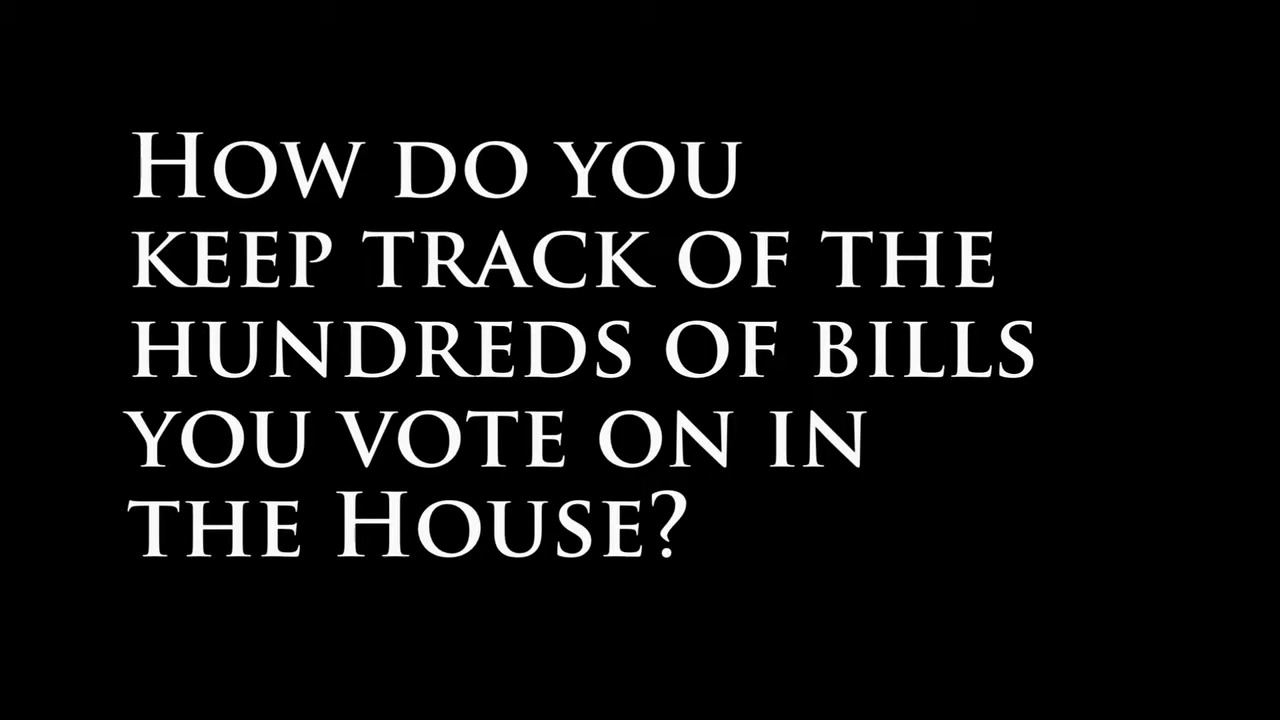 How do you
keep track of the
hundreds of bills
you vote on in
the House?